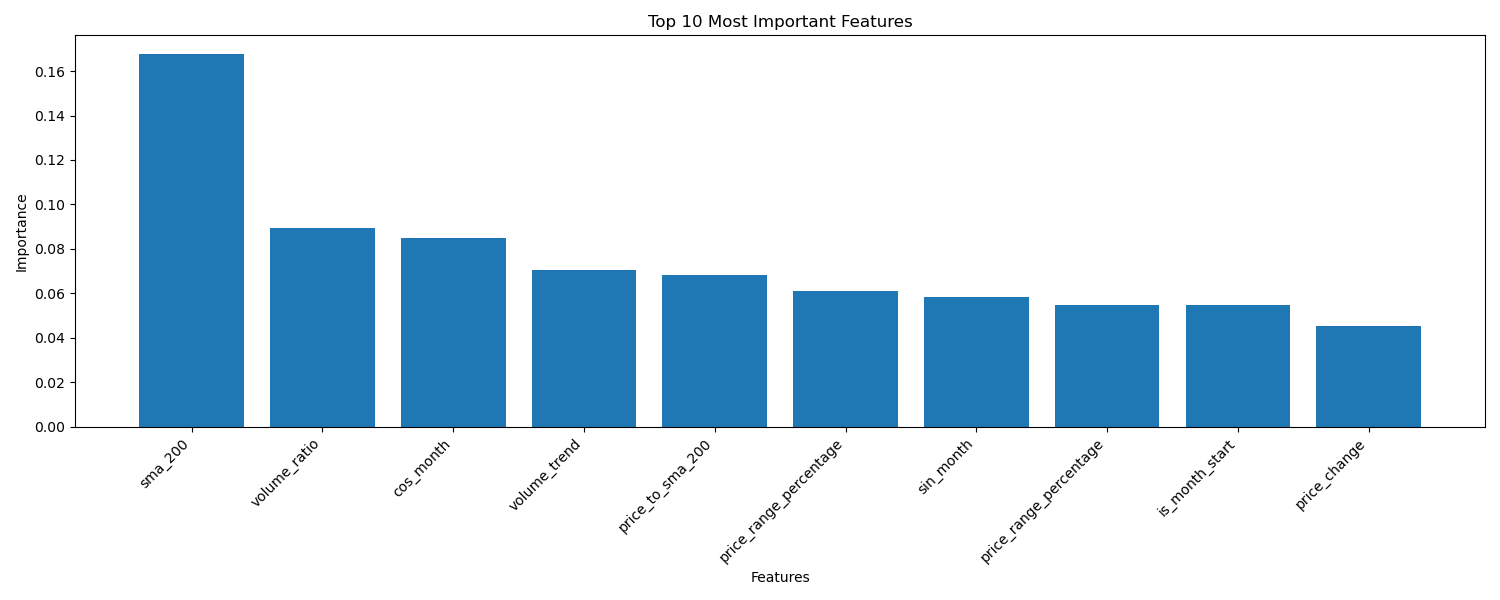 Top 10 Most Important Features
Importance
0.16
0.14
0.12
0.10
0.08
0.06
0.04
0.02
0.00
sma_200
volume_ratio
cos_month
volume_trend
price_to_sma_200
price_range_percentage
sin_month
price_range_percentage
is_month_start
price_change
Features